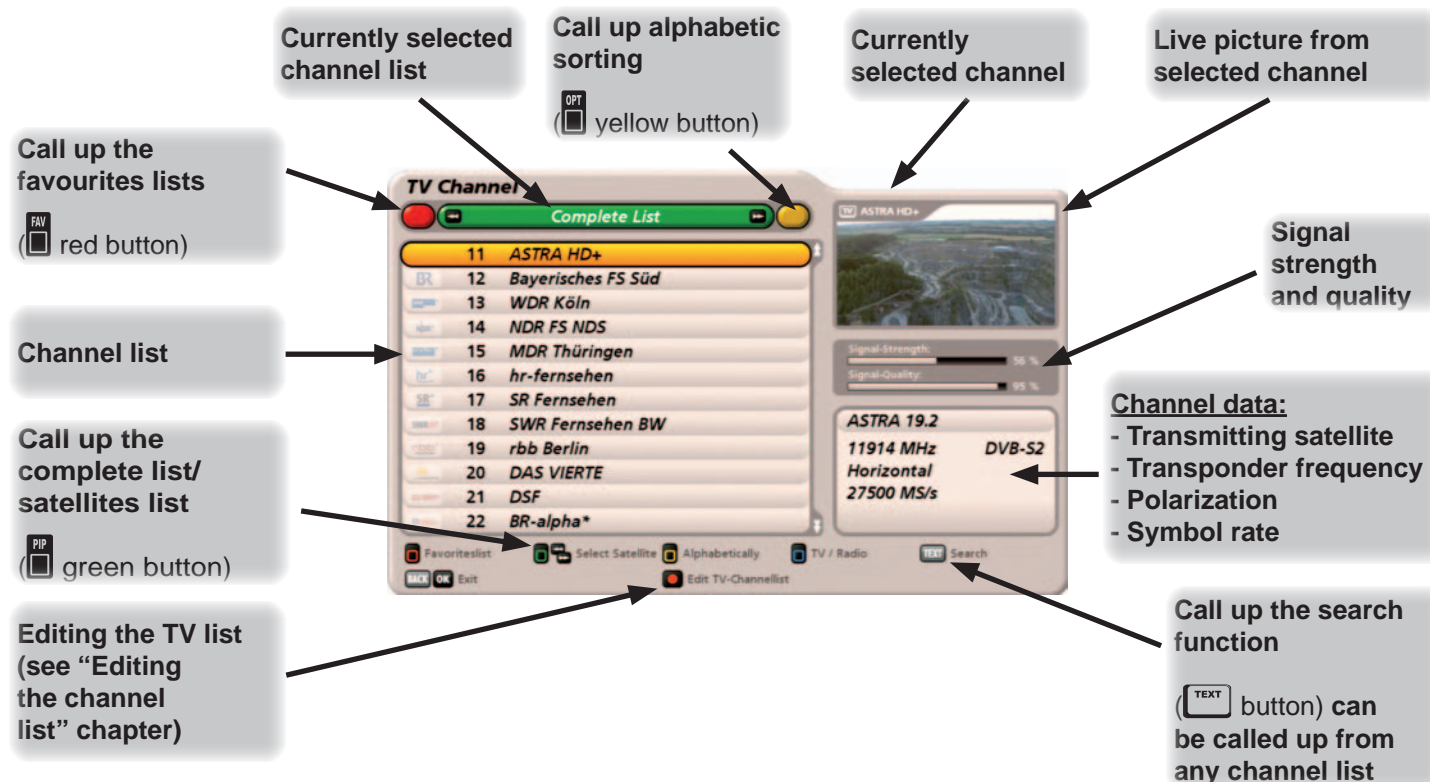 Currently selected
channel list
Call up alphabetic
sorting
(OPT yellow button)
Currently
selected channel
Live picture from
selected channel
Call up the
favourites lists
(FAV red button)
Channel list
Call up the
complete list/
satellites list
(PIP green button)
Editing the TV list
(see “Editing
the channel
list” chapter)
TV Channel
Complete List
11 ASTRA HD+
BR 12 Bayerisches FS Süd
13 WDR Köln
14 NDR FS NDS
15 MDR Thüringen
hr 16 hr-fernsehen
SR 17 SR Fernsehen
18 SWR Fernsehen BW
19 rbb Berlin
20 DAS VIERTE
21 DSF
22 BR-alpha*
Favoriteslist Select Satellite Alphabetically TV / Radio TEXT Search
BACK OK Exit Edit TV-Channellist
TV ASTRA HD+
Signal-Strength:
56 %
Signal-Quality:
95 %
ASTRA 19.2
11914 MHz DVB-S2
Horizontal
27500 MS/s
Signal
strength
and quality
Channel data:
- Transmitting satellite
- Transponder frequency
- Polarization
- Symbol rate
Call up the search
function
(TEXT button) can
be called up from
any channel list